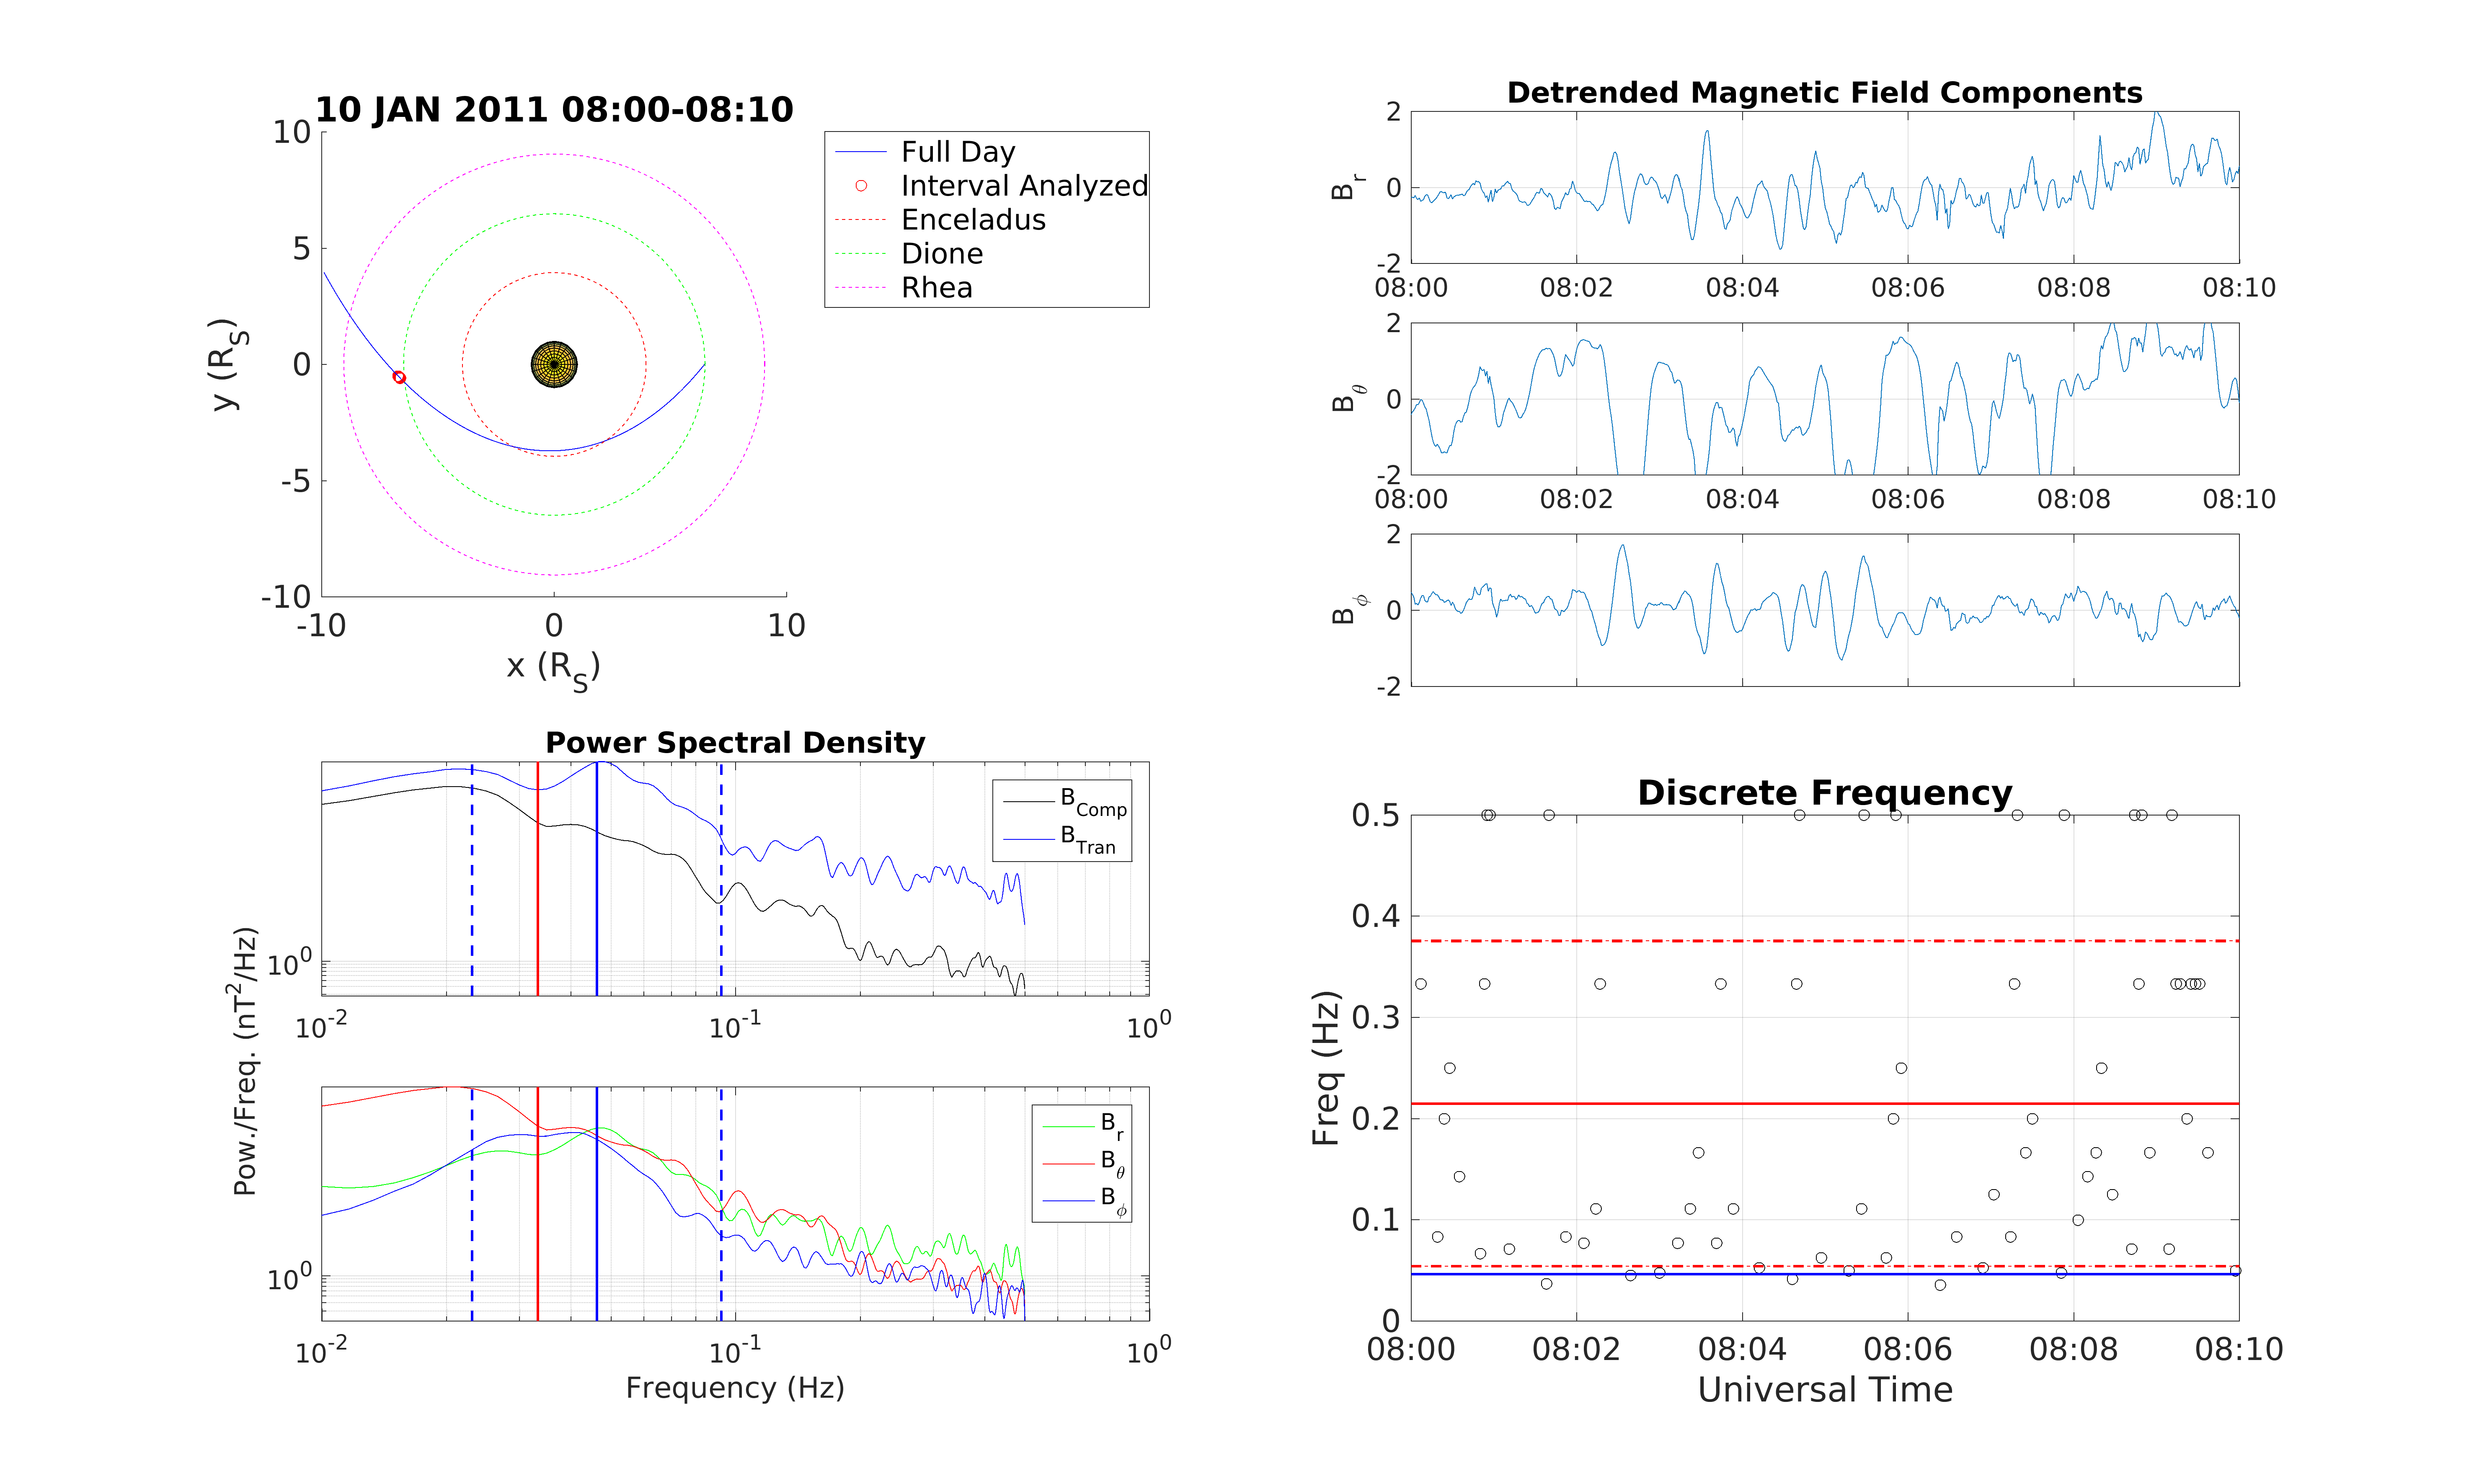 10 JAN 2011 08:00-08:10
10
5
0
-5
-10
-10
0
10
y (R_S)
x (R_S)
Full Day
Interval Analyzed
Enceladus
Dione
Rhea
Detrended Magnetic Field Components
2
0
-2
B_r
08:00 08:02 08:04 08:06 08:08 08:10
2
0
-2
B_θ
08:00 08:02 08:04 08:06 08:08 08:10
2
0
-2
B_ϕ
Power Spectral Density
B_Comp
B_Tran
10^0
10^-2 10^-1 10^0
B_r
B_θ
B_ϕ
10^0
10^-2 10^-1 10^0
Pow./Freq. (nT^2/Hz)
Frequency (Hz)
Discrete Frequency
0.5
0.4
0.3
0.2
0.1
0
Freq (Hz)
08:00 08:02 08:04 08:06 08:08 08:10
Universal Time